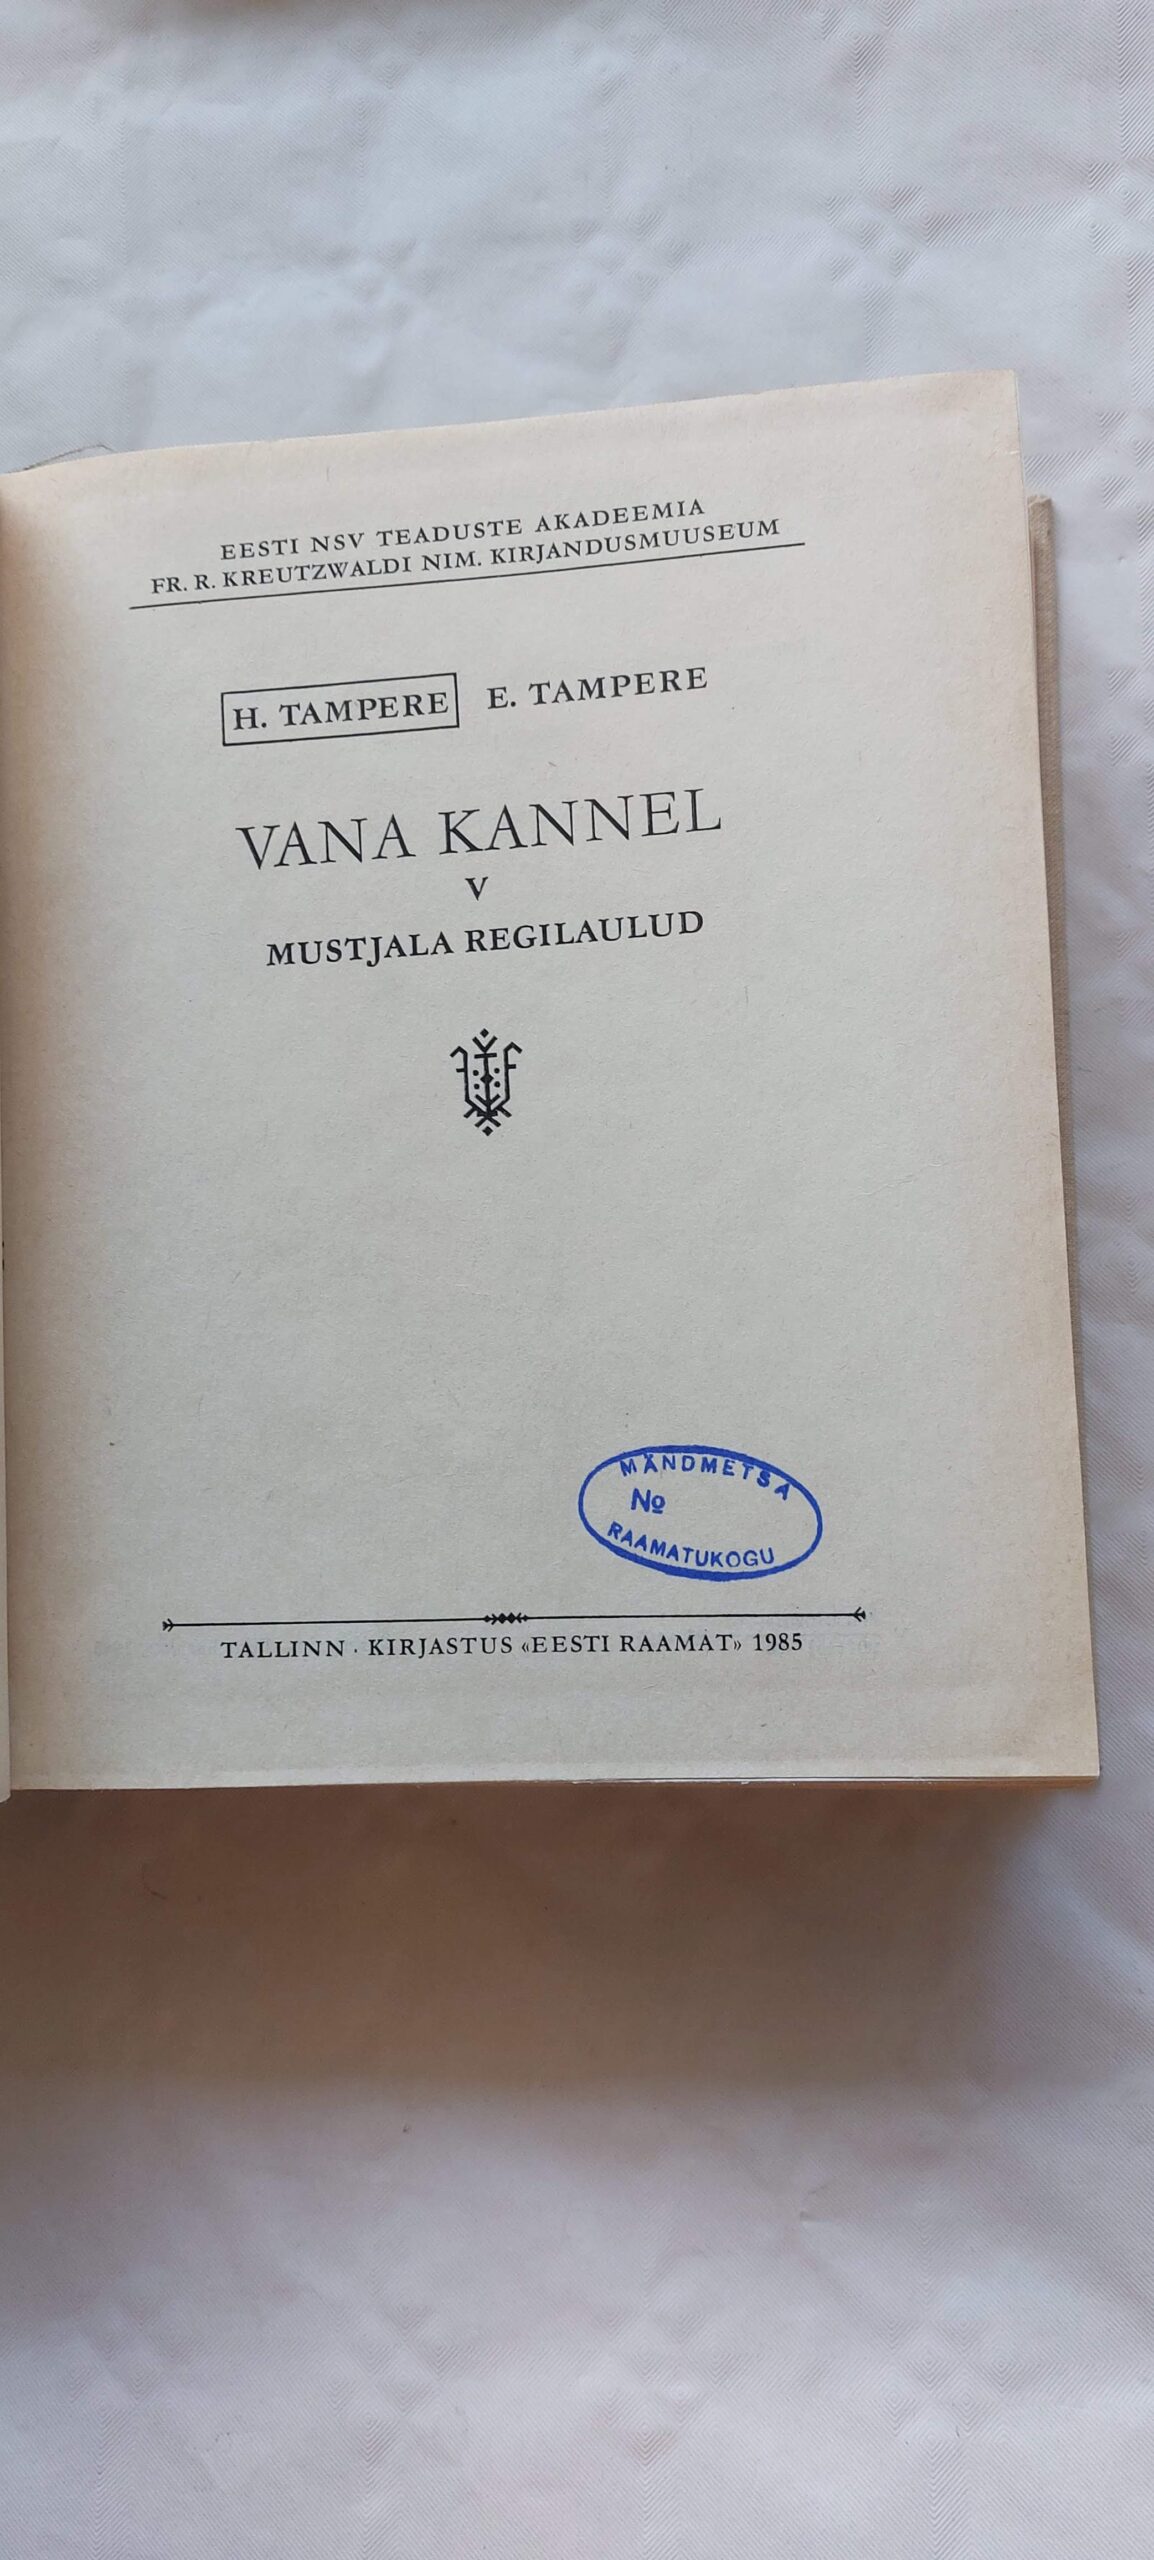 EESTI NSV TEADUSTE AKADEEMIA
FR. R. KREUTZWALDI NIM. KIRJANDUSMUUSEUM
H. TAMPERE E. TAMPERE
VANA KANNEL
V
MUSTJALA REGILAULUD
MÄNDMETSA
№
RAAMATUKOGU
TALLINN · KIRJASTUS «EESTI RAAMAT» 1985